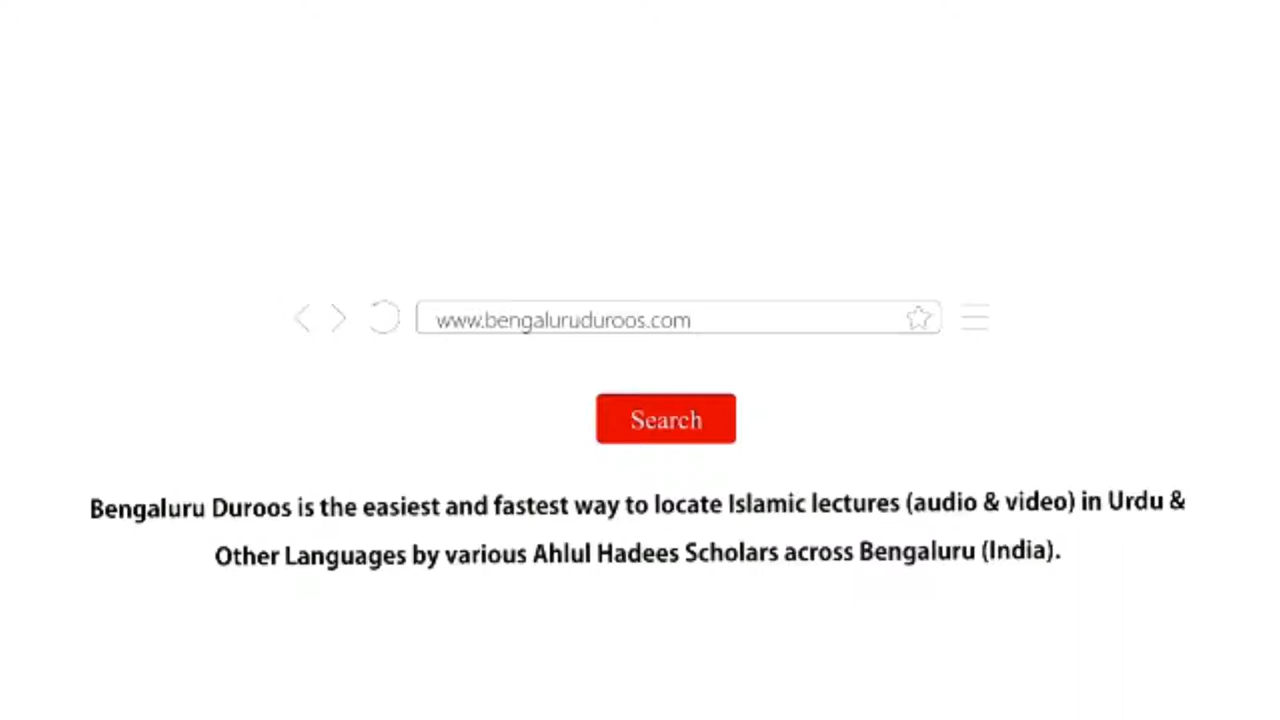 www.bengaluruduroos.com
Search
Bengaluru Duroos is the easiest and fastest way to locate Islamic lectures (audio & video) in Urdu &
Other Languages by various Ahlul Hadees Scholars across Bengaluru (India).